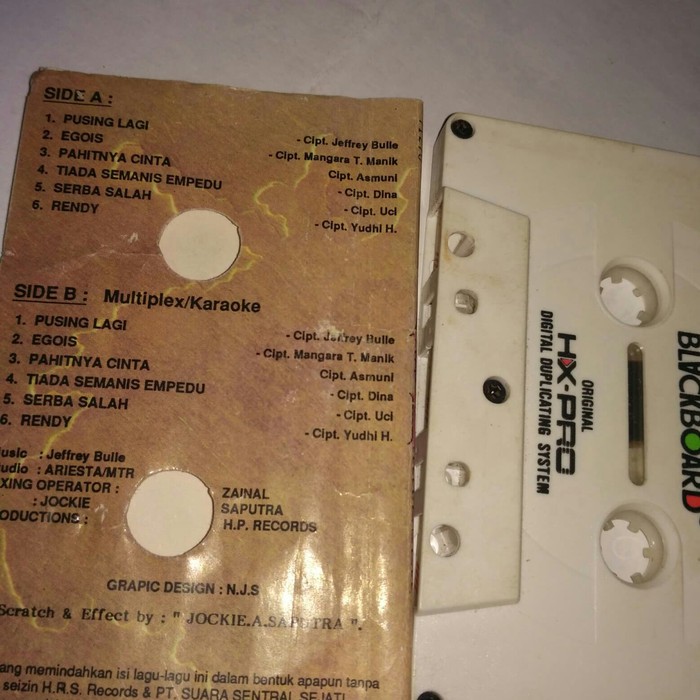 SIDE A :
1. PUSING LAGI - Cipt. Jeffrey Bulle
2. EGOIS - Cipt. Mangara T. Manik
3. PAHITNYA CINTA Cipt. Asmuni
4. TIADA SEMANIS EMPEDU - Cipt. Dina
5. SERBA SALAH - Cipt. Uci
6. RENDY - Cipt. Yudhi H.
SIDE B : Multiplex/Karaoke
1. PUSING LAGI - Cipt. Jeffrey Bulle
2. EGOIS - Cipt. Mangara T. Manik
3. PAHITNYA CINTA Cipt. Asmuni
4. TIADA SEMANIS EMPEDU - Cipt. Dina
5. SERBA SALAH - Cipt. Uci
6. RENDY - Cipt. Yudhi H.
: Jeffrey Bulle
: ARIESTA/MTR
OPERATOR : ZAINAL
: JOCKIE SAPUTRA
: H.P. RECORDS
GRAPIC DESIGN : N.J.S
Scratch & Effect by : " JOCKIE.A.SAPUTRA ".
memindahkan isi lagu-lagu ini dalam bentuk apapun tanpa
seizin H.R.S. Records & PT. SUARA SENTRAL SEJATI
ORIGINAL
HX-PRO
DIGITAL DUPLICATING SYSTEM
BLACKBOARD